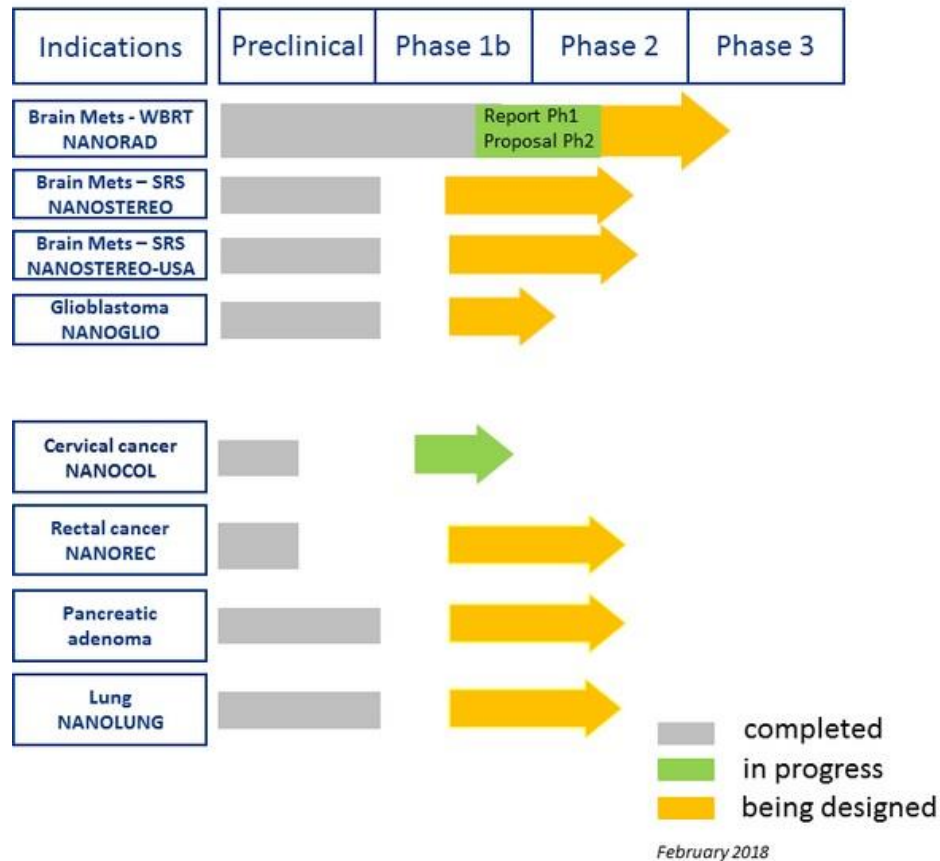 Indications
Preclinical
Phase 1b
Phase 2
Phase 3
Brain Mets - WBRT
NANORAD
Report Ph1
Proposal Ph2
Brain Mets – SRS
NANOSTEREO
Brain Mets – SRS
NANOSTEREO-USA
Glioblastoma
NANOGLIO
Cervical cancer
NANOCOL
Rectal cancer
NANOREC
Pancreatic
adenoma
Lung
NANOLUNG
completed
in progress
being designed
February 2018